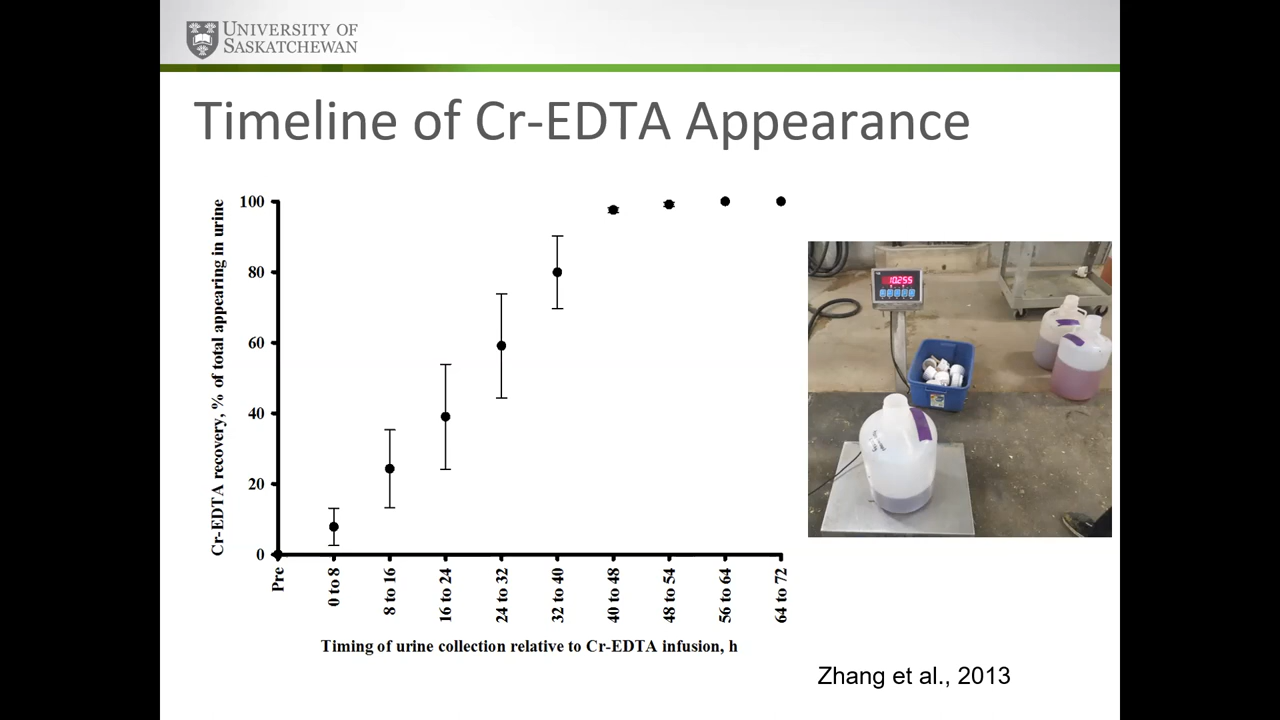 UNIVERSITY OF
SASKATCHEWAN
Timeline of Cr-EDTA Appearance
Cr-EDTA recovery, % of total appearing in urine
100
80
60
40
20
0
Pre
0 to 8
8 to 16
16 to 24
24 to 32
32 to 40
40 to 48
48 to 54
56 to 64
64 to 72
Timing of urine collection relative to Cr-EDTA infusion, h
10.255
Zhang et al., 2013